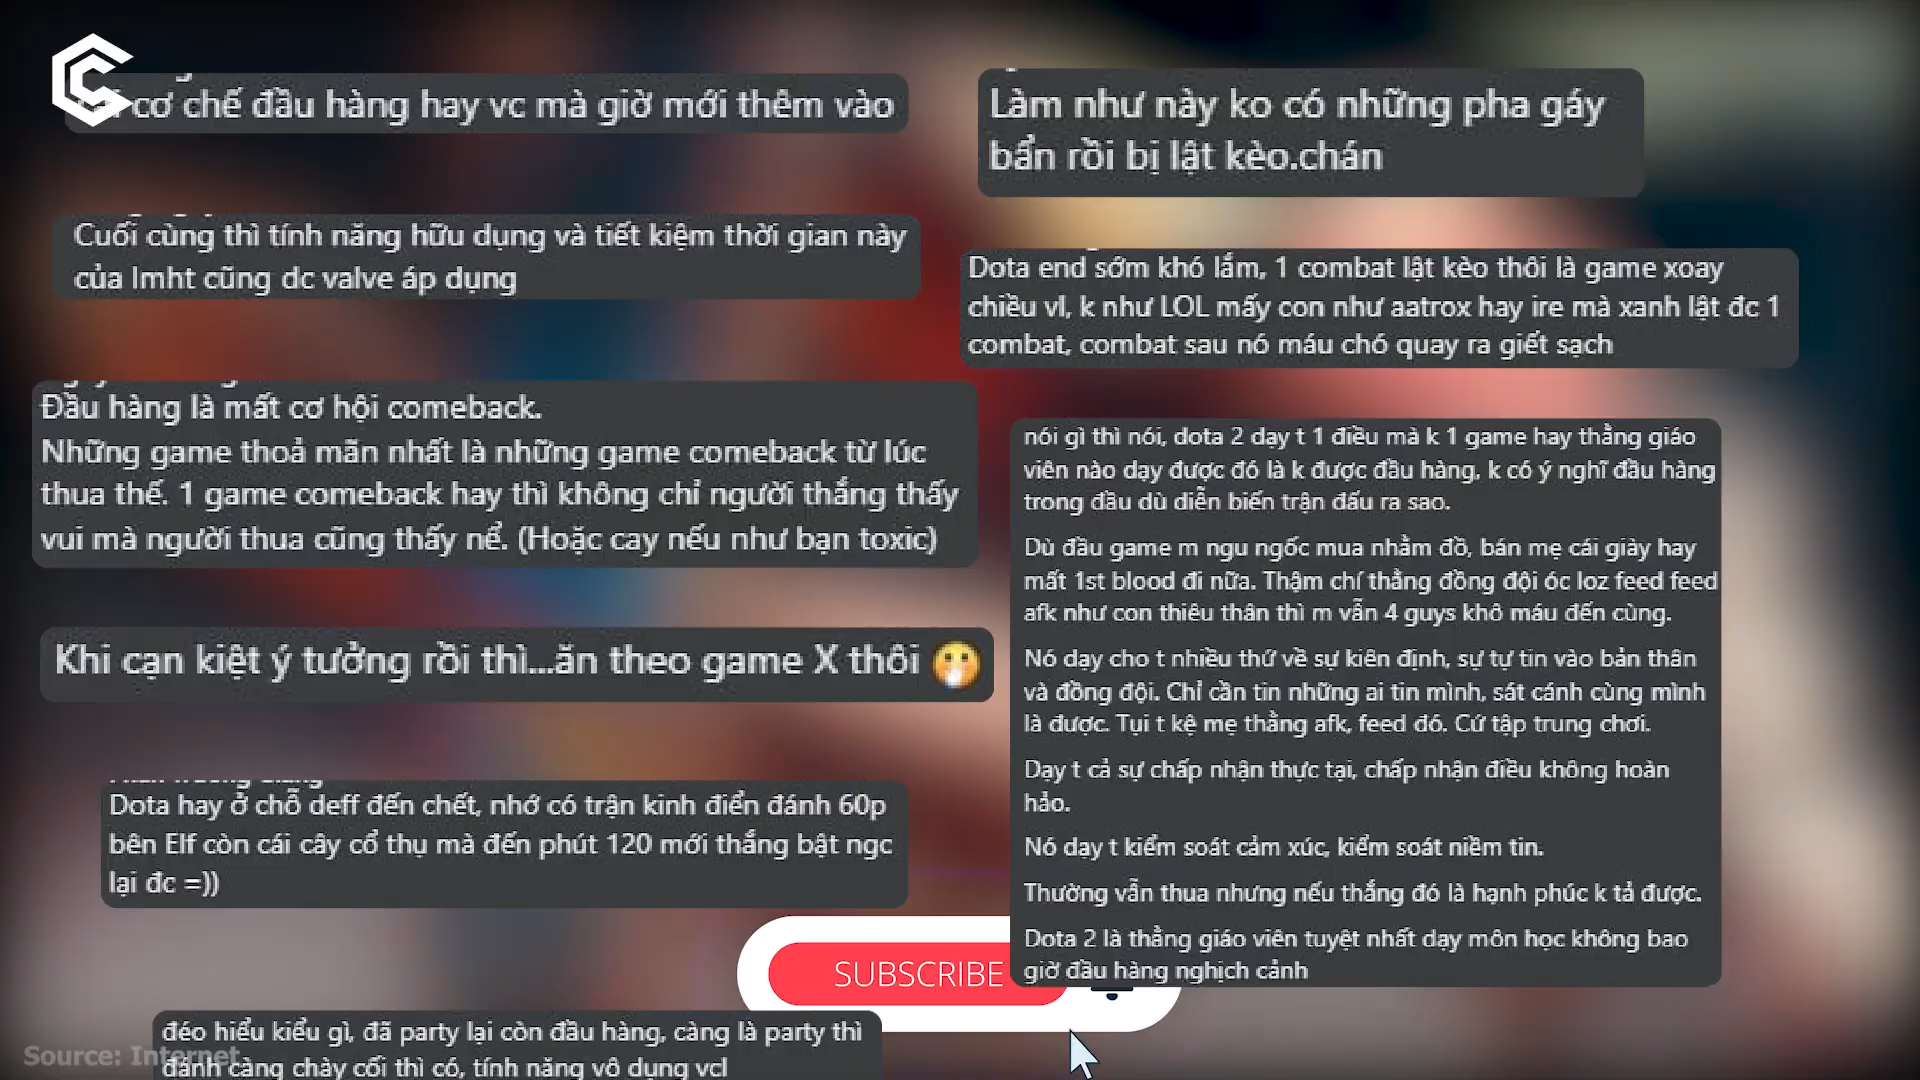 cơ chế đầu hàng hay vc mà giờ mới thêm vào
Cuối cùng thì tính năng hữu dụng và tiết kiệm thời gian này
của lmht cũng dc valve áp dụng
Đầu hàng là mất cơ hội comeback.
Những game thoả mãn nhất là những game comeback từ lúc
thua thế. 1 game comeback hay thì không chỉ người thắng thấy
vui mà người thua cũng thấy nể. (Hoặc cay nếu như bạn toxic)
Khi cạn kiệt ý tưởng rồi thì...ăn theo game X thôi 🤫
Dota hay ở chỗ deff đến chết, nhớ có trận kinh điển đánh 60p
bên Elf còn cái cây cổ thụ mà đến phút 120 mới thắng bật ngc
lại đc =))
đéo hiểu kiểu gì, đã party lại còn đầu hàng, càng là party thì
đánh càng chày cối thì có, tính năng vô dụng vcl
Làm như này ko có những pha gáy
bẩn rồi bị lật kèo.chán
Dota end sớm khó lắm, 1 combat lật kèo thôi là game xoay
chiều vl, k như LOL mấy con như aatrox hay ire mà xanh lật đc 1
combat, combat sau nó máu chó quay ra giết sạch
nói gì thì nói, dota 2 dạy t 1 điều mà k 1 game hay thằng giáo
viên nào dạy được đó là k được đầu hàng, k có ý nghĩ đầu hàng
trong đầu dù diễn biến trận đấu ra sao.
Dù đầu game m ngu ngốc mua nhằm đồ, bán mẹ cái giày hay
mất 1st blood đi nữa. Thậm chí thằng đồng đội óc loz feed feed
afk như con thiêu thân thì m vẫn 4 guys khô máu đến cùng.
Nó dạy cho t nhiều thứ về sự kiên định, sự tự tin vào bản thân
và đồng đội. Chỉ cần tin những ai tin mình, sát cánh cùng mình
là được. Tụi t kệ mẹ thằng afk, feed đó. Cứ tập trung chơi.
Dạy t cả sự chấp nhận thực tại, chấp nhận điều không hoàn
hảo.
Nó dạy t kiểm soát cảm xúc, kiểm soát niềm tin.
Thường vẫn thua nhưng nếu thắng đó là hạnh phúc k tả được.
Dota 2 là thằng giáo viên tuyệt nhất dạy môn học không bao
giờ đầu hàng nghịch cảnh
SUBSCRIBE
Source: Internet